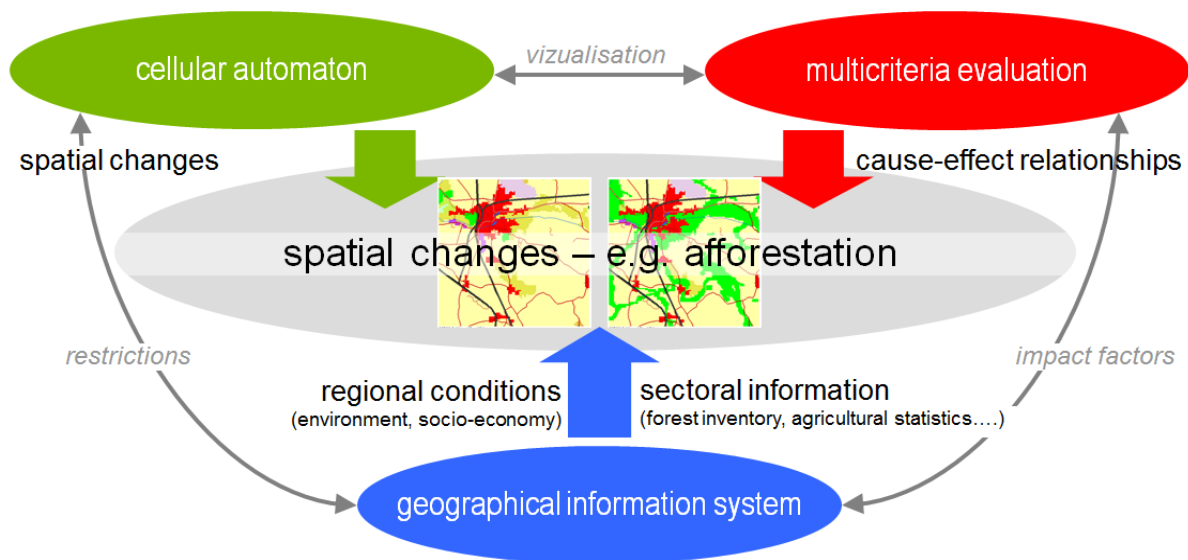 cellular automaton
vizualisation
multicriteria evaluation
spatial changes
cause-effect relationships
spatial changes – e.g. afforestation
restrictions
impact factors
regional conditions
(environment, socio-economy)
sectoral information
(forest inventory, agricultural statistics….)
geographical information system